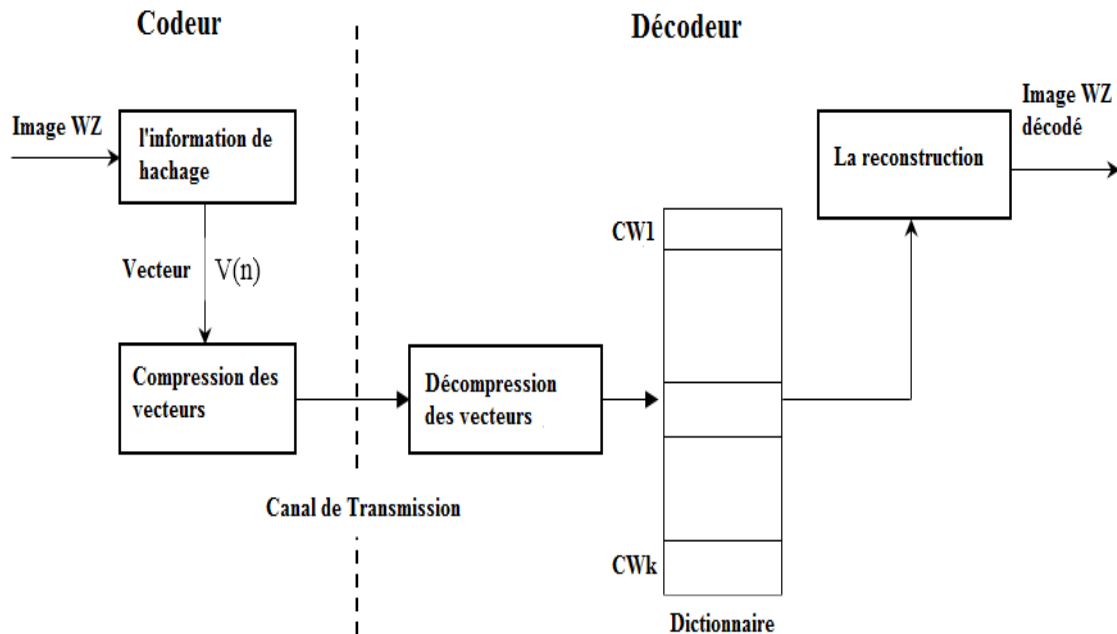 Codeur
Décodeur
Image WZ
l'information de
hachage
Image WZ
décodé
La reconstruction
CW1
Vecteur V(n)
Compression des
vecteurs
Décompression
des vecteurs
Canal de Transmission
CWk
Dictionnaire